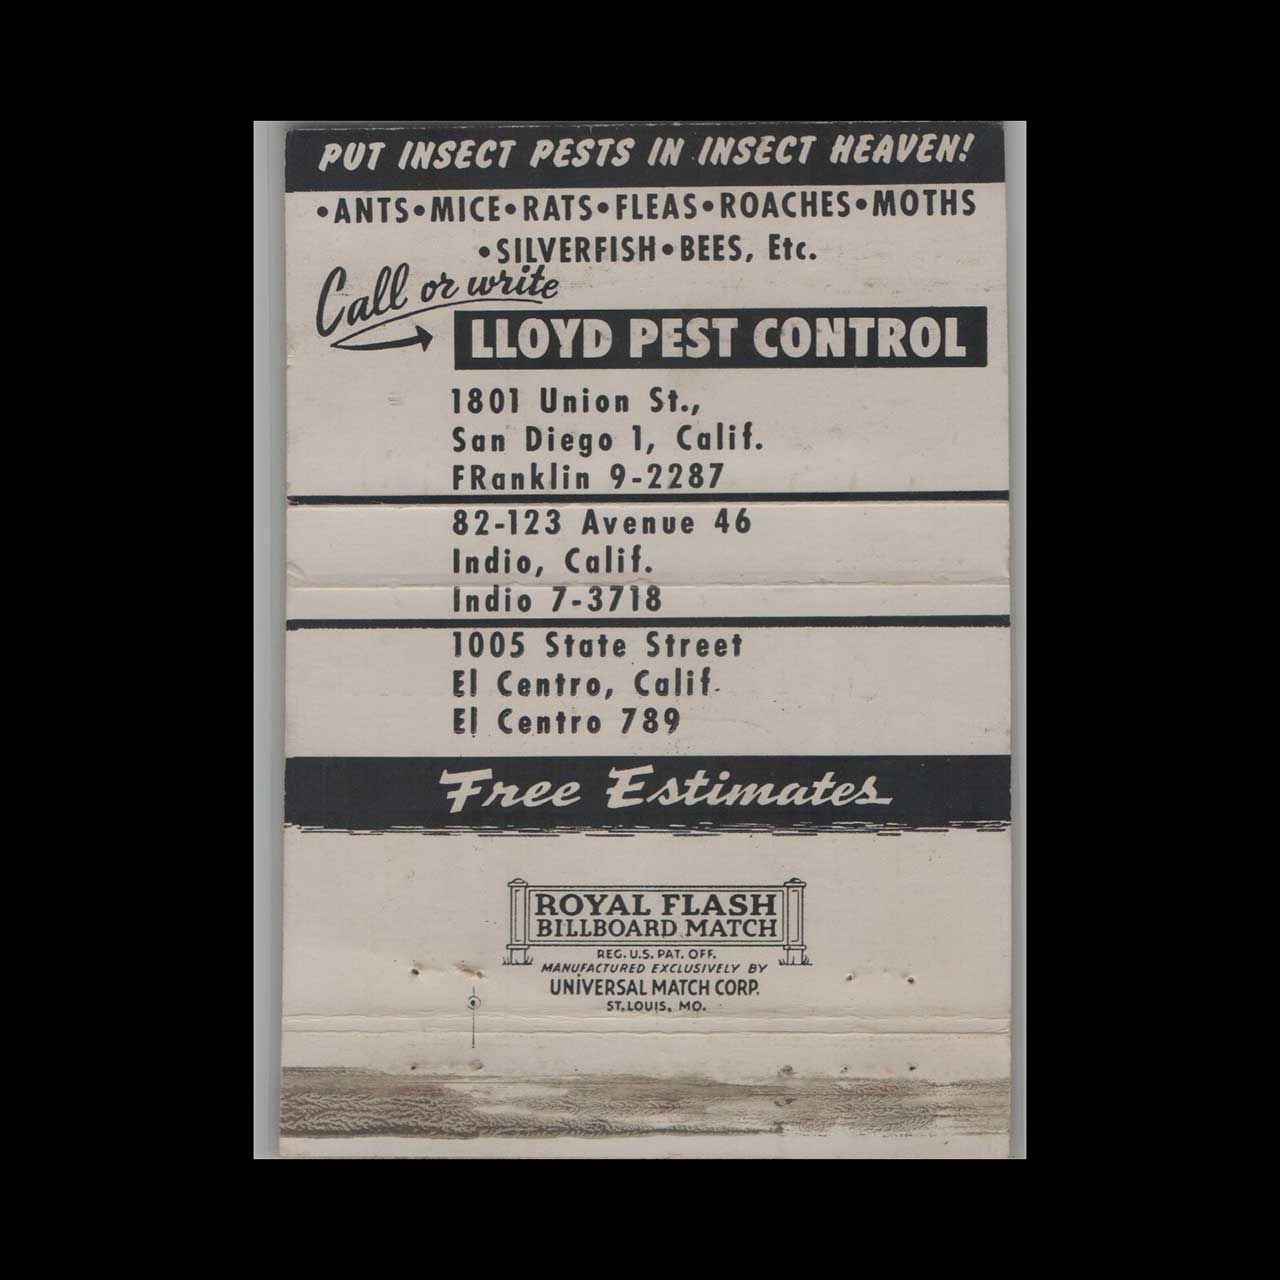 PUT INSECT PESTS IN INSECT HEAVEN!
•ANTS•MICE•RATS•FLEAS•ROACHES•MOTHS
•SILVERFISH•BEES, Etc.
Call or write
LLOYD PEST CONTROL
1801 Union St.,
San Diego 1, Calif.
FRanklin 9-2287
82-123 Avenue 46
Indio, Calif.
Indio 7-3718
1005 State Street
El Centro, Calif.
El Centro 789
Free Estimates
ROYAL FLASH
BILLBOARD MATCH
REG. U.S. PAT. OFF.
MANUFACTURED EXCLUSIVELY BY
UNIVERSAL MATCH CORP.
ST. LOUIS, MO.